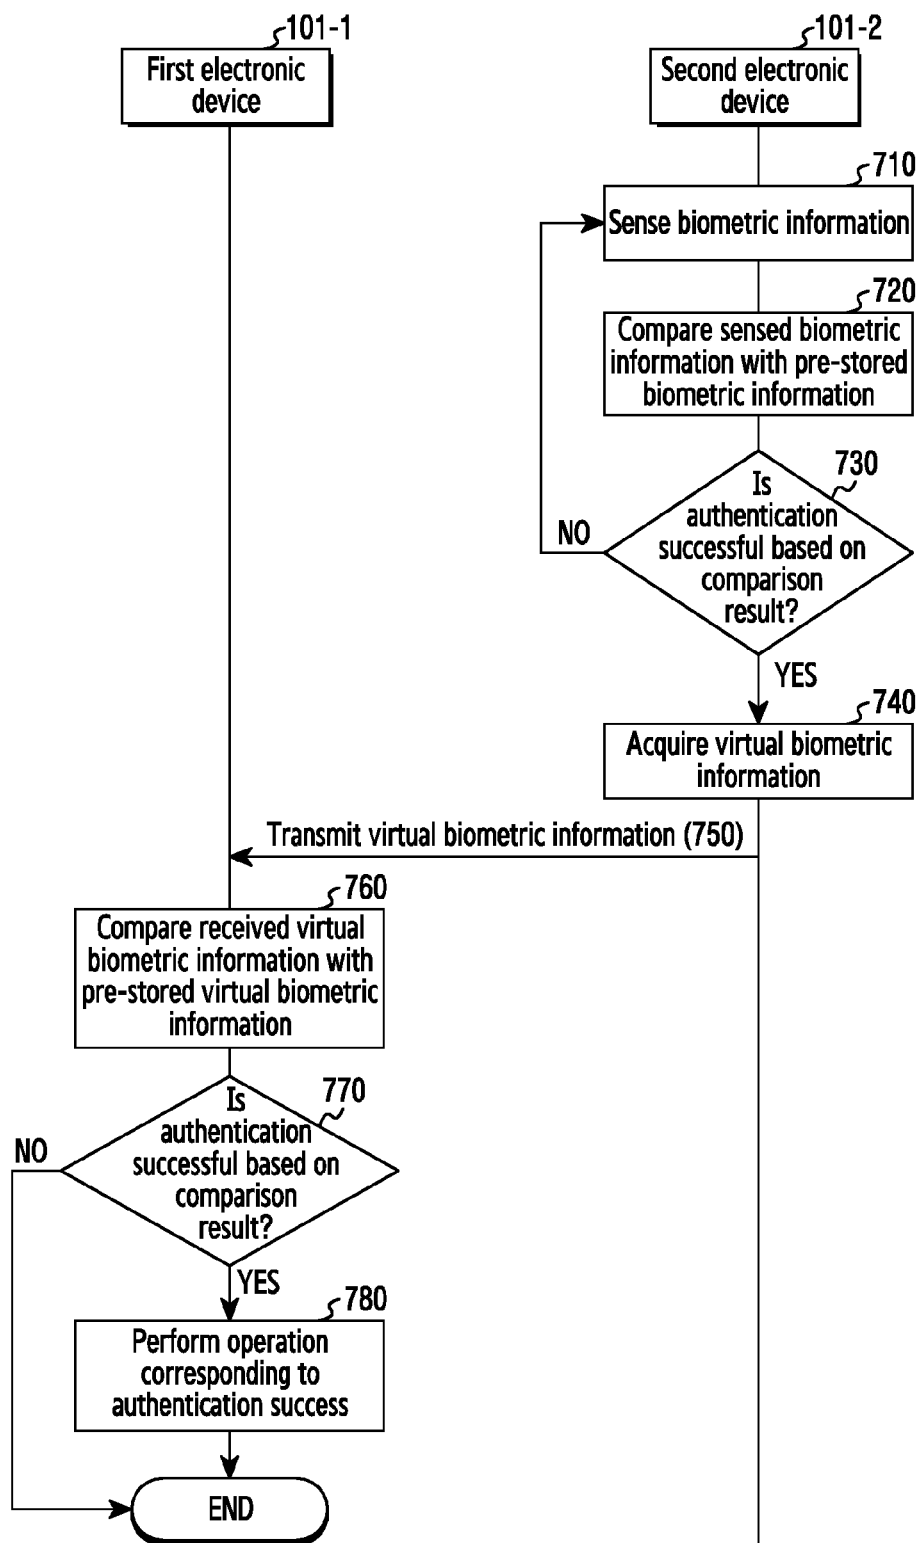 101-1
First electronic
device
101-2
Second electronic
device
710
Sense biometric information
720
Compare sensed biometric
information with pre-stored
biometric information
730
Is
authentication
successful based on
comparison
result?
NO
YES
740
Acquire virtual biometric
information
Transmit virtual biometric information (750)
760
Compare received virtual
biometric information with
pre-stored virtual biometric
information
770
Is
authentication
successful based on
comparison
result?
NO
YES
780
Perform operation
corresponding to
authentication success
END